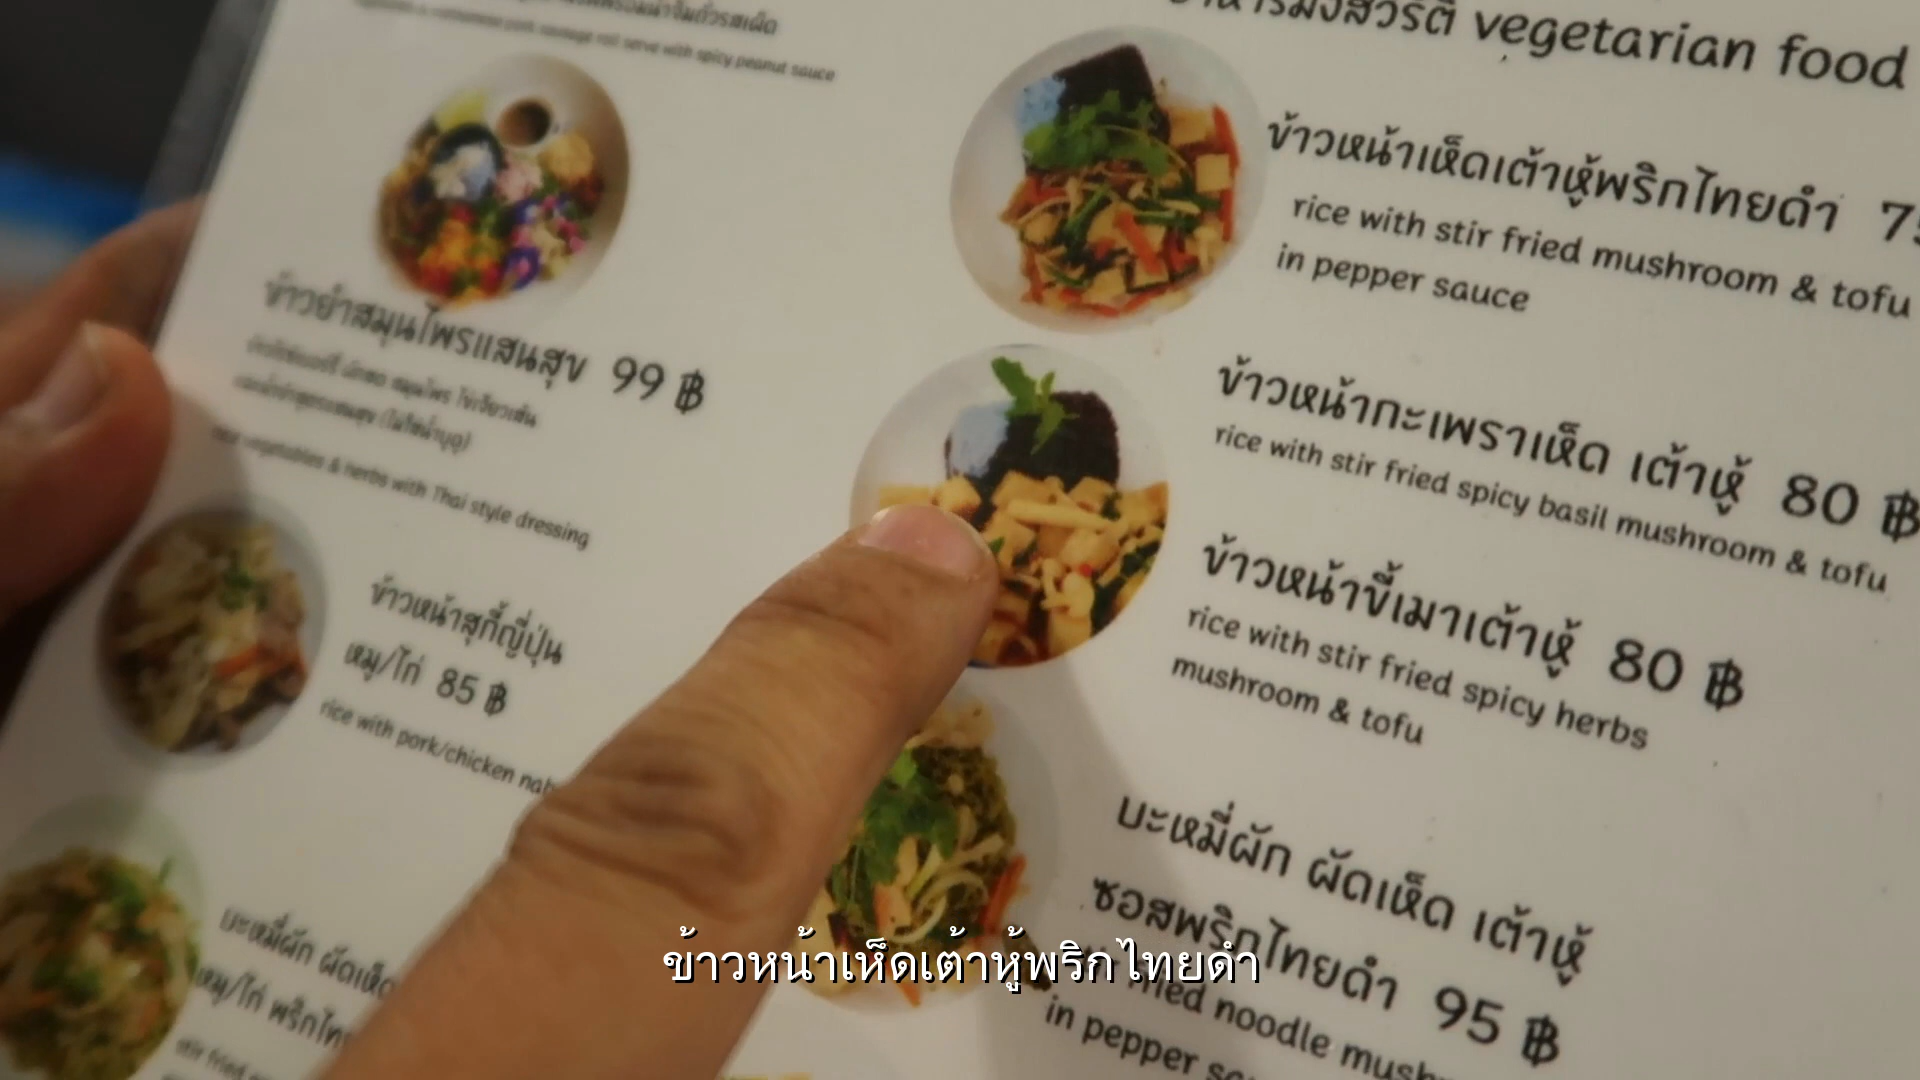 serve with spicy peanut sauce
ข้าวยำสมุนไพรแสนสุข 99 ฿
vegetables & herbs with Thai style dressing
ข้าวหน้าสุกี้ญี่ปุ่น
หมู/ไก่ 85 ฿
rice with pork/chicken
บะหมี่ผัก ผัดเห็ด
หมู/ไก่
stir fried
vegetarian food
ข้าวหน้าเห็ดเต้าหู้พริกไทยดำ
rice with stir fried mushroom & tofu
in pepper sauce
ข้าวหน้ากะเพราเห็ด เต้าหู้ 80 ฿
rice with stir fried spicy basil mushroom & tofu
ข้าวหน้าขี้เมาเต้าหู้ 80 ฿
rice with stir fried spicy herbs
mushroom & tofu
บะหมี่ผัก ผัดเห็ด เต้าหู้
ซอสพริกไทยดำ 95 ฿
fried noodle
in pepper
ข้าวหน้าเห็ดเต้าหู้พริกไทยดำ